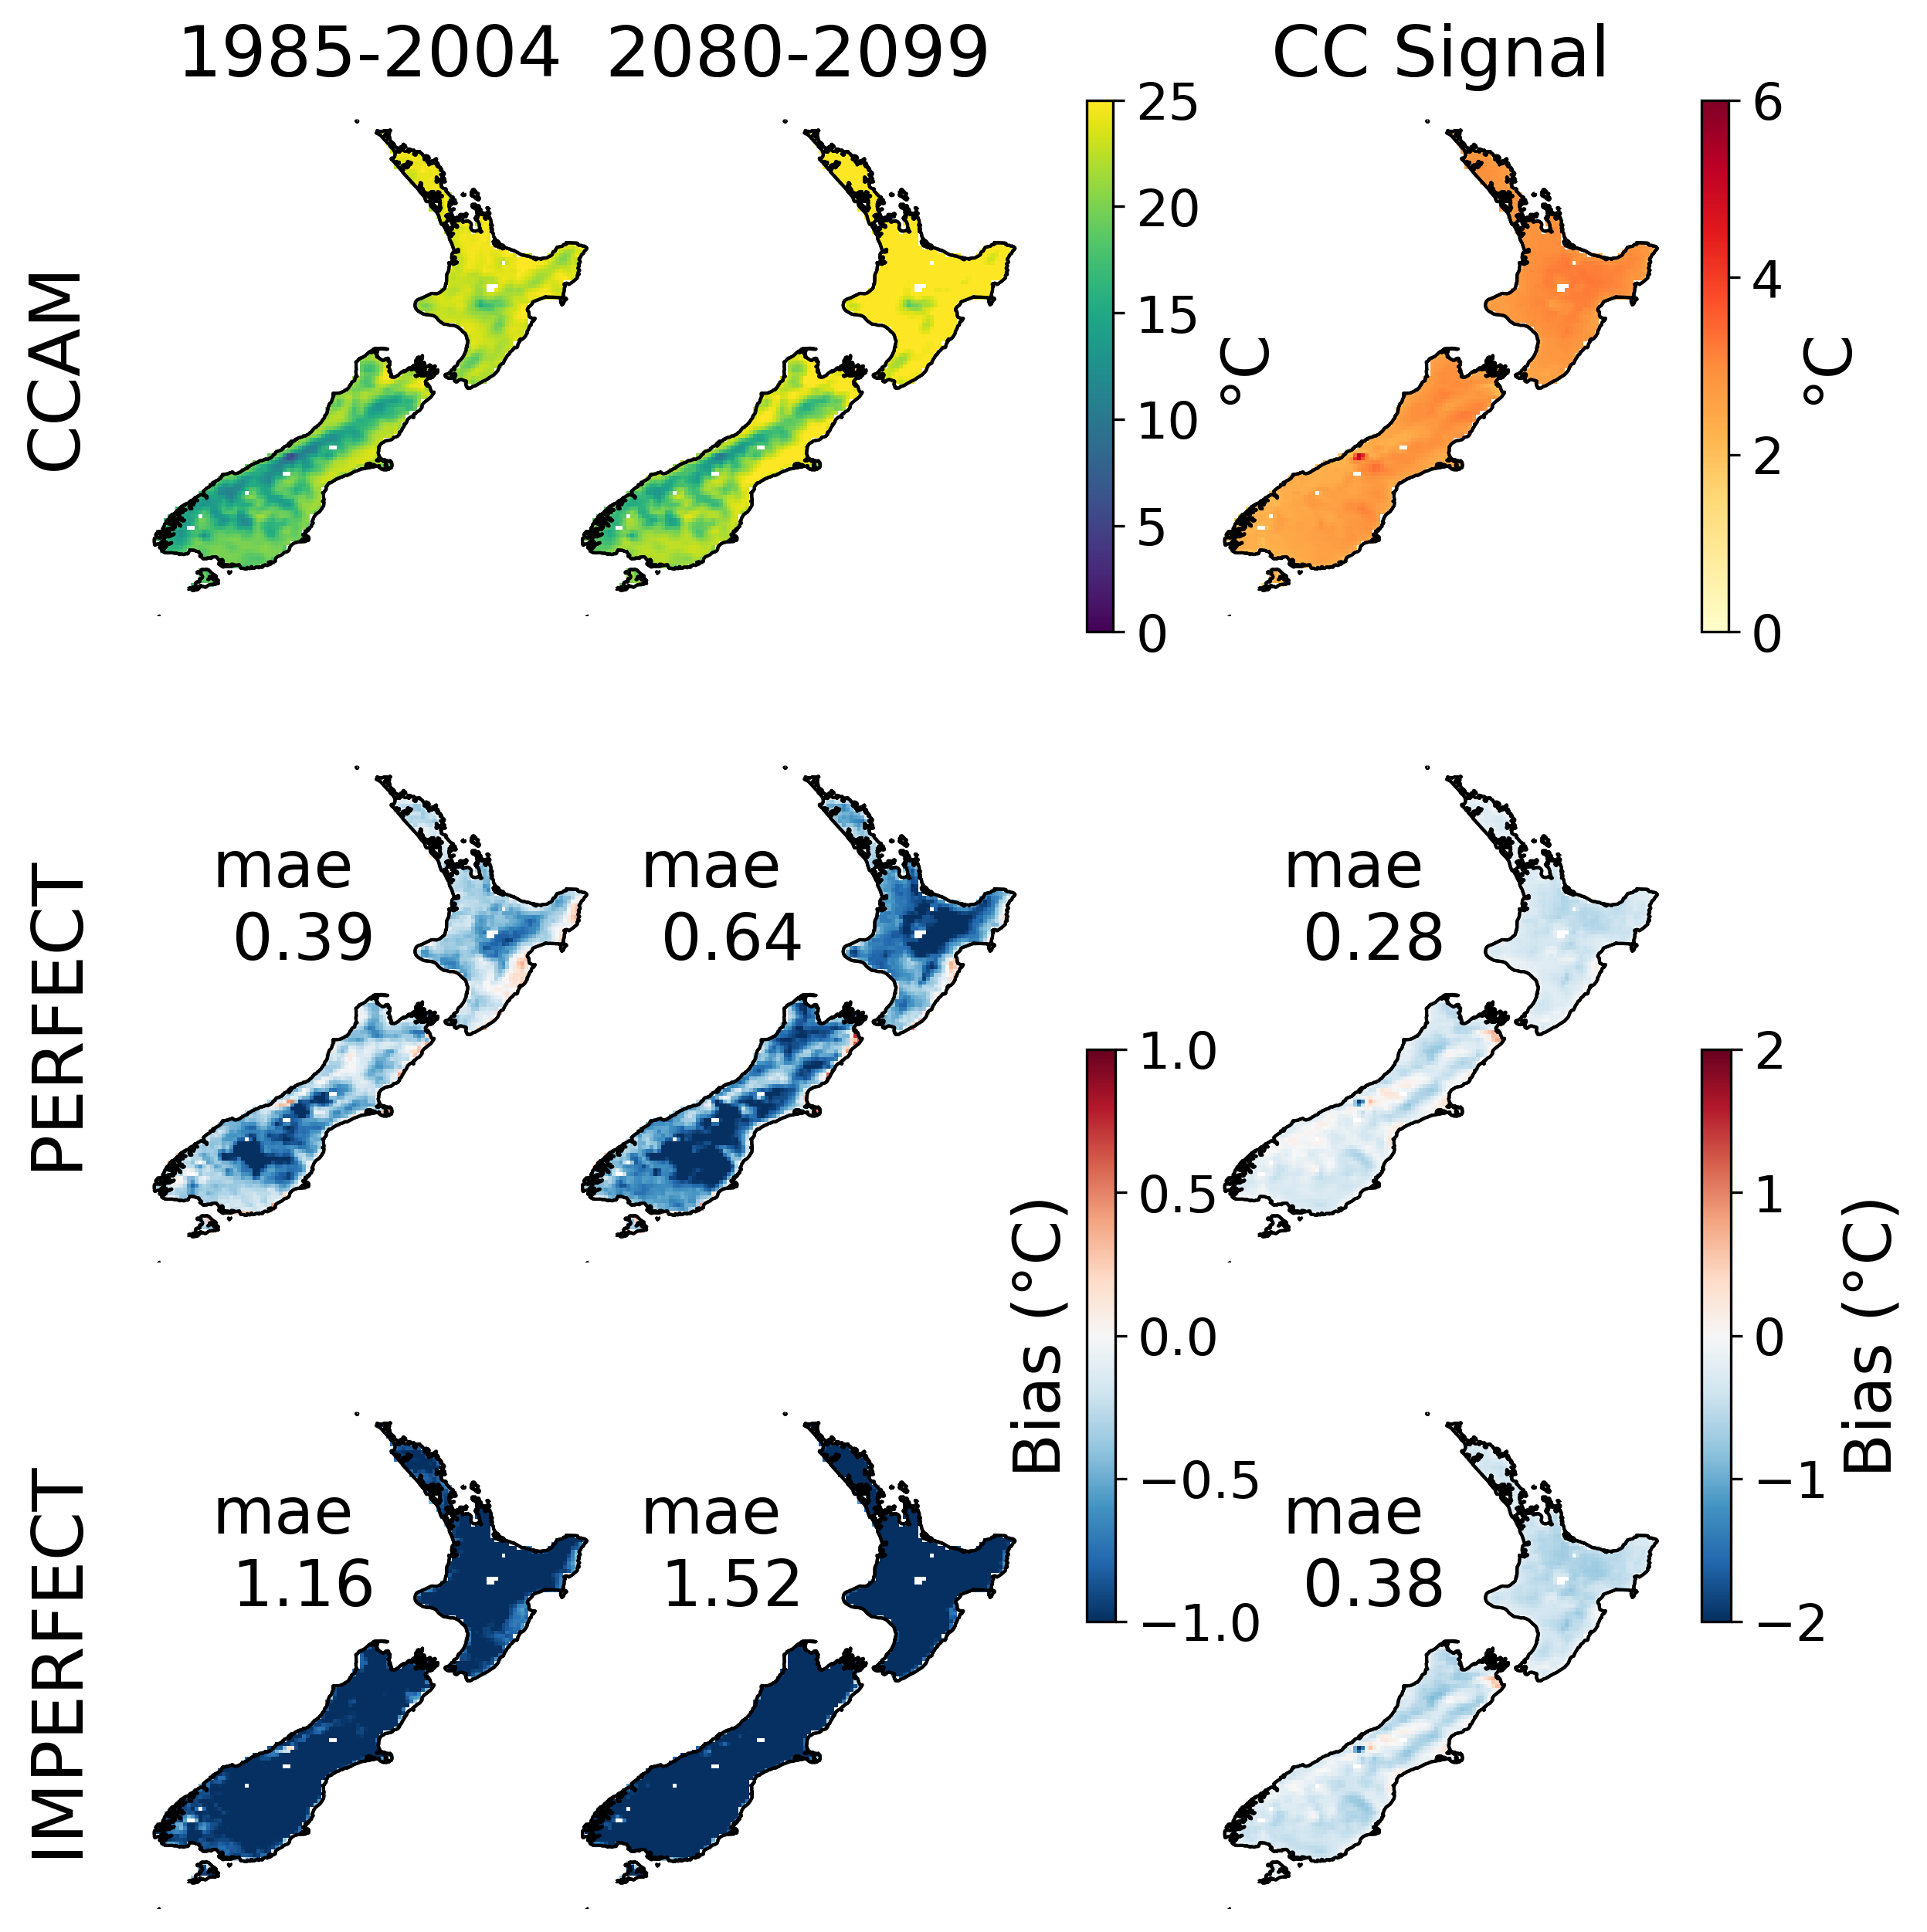 1985-2004
2080-2099
CC Signal
CCAM
25
20
15
10
5
0
°C
6
4
2
0
°C
PERFECT
mae
0.39
mae
0.64
mae
0.28
1.0
0.5
0.0
−0.5
−1.0
Bias (°C)
2
1
0
−1
−2
Bias (°C)
IMPERFECT
mae
1.16
mae
1.52
mae
0.38